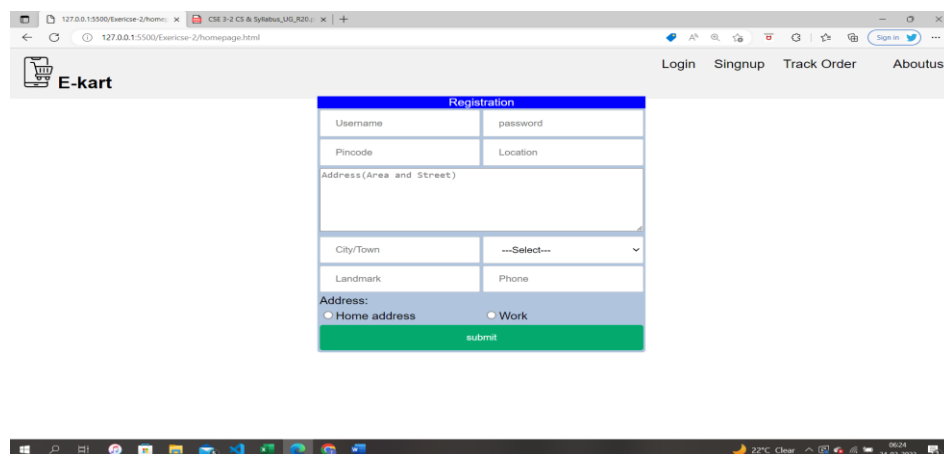 127.0.0.1:5500/Exericse-2/home
CSE 3-2 CS & Syllabus_UG_R20.
127.0.0.1:5500/Exericse-2/homepage.html
Sign in
E-kart
Login Singnup Track Order Aboutus
Registration
Username password
Pincode Location
Address(Area and Street)
City/Town ---Select---
Landmark Phone
Address:
Home address Work
submit
22°C Clear
06:24